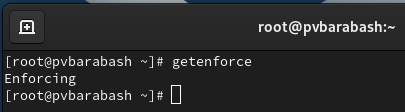 root@pvbarabash:~
[root@pvbarabash ~]# getenforce
Enforcing
[root@pvbarabash ~]#